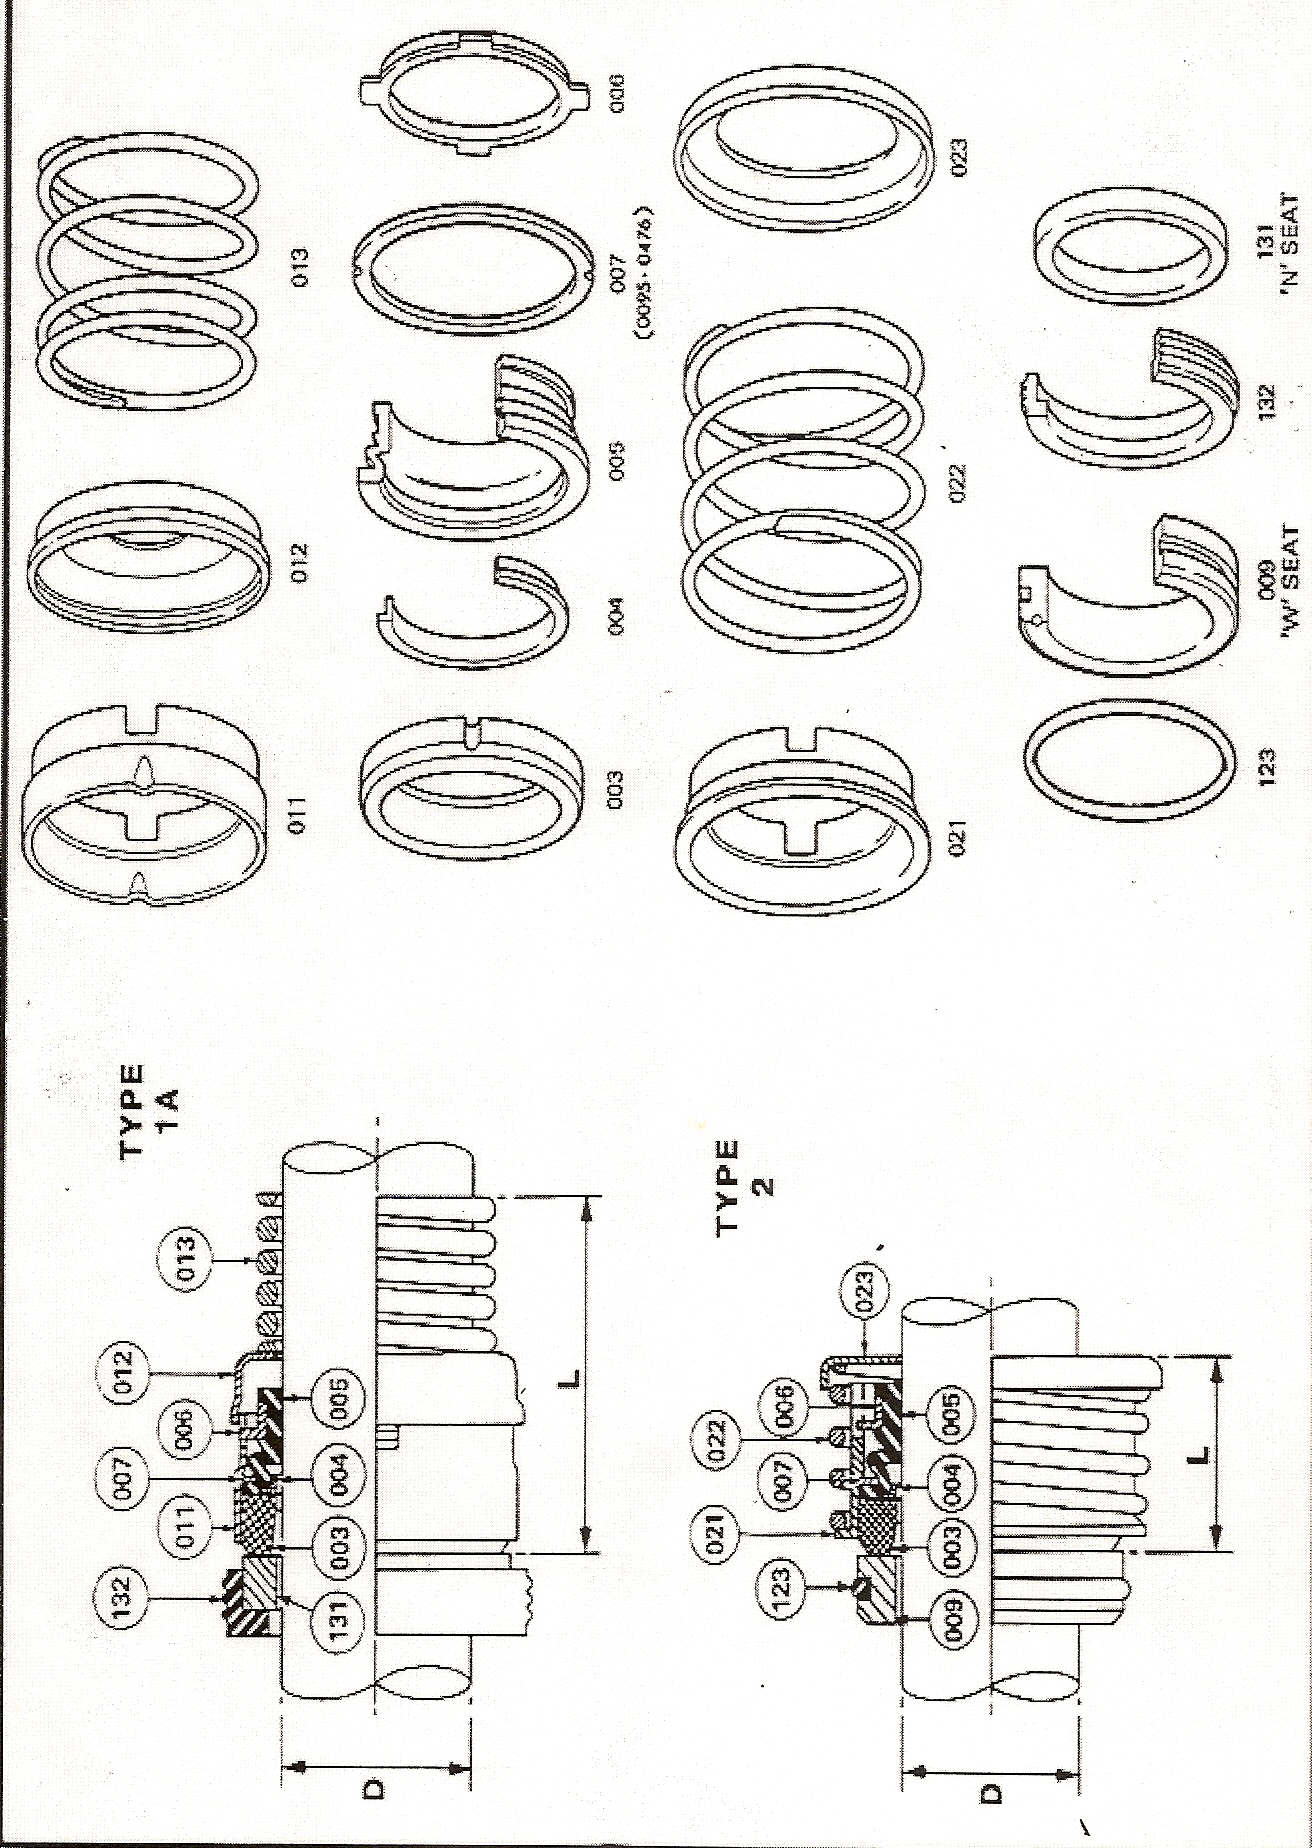 TYPE
1A
132 007 012
011 006 013
131 003 004 005
D
L
011 012 013
003 004 005 007 006
(0095-0476)
TYPE
2
021 022
123 007 006
023
009 003 004 005
D
L
021 022 023
123 009 132 131
'W' SEAT 'N' SEAT